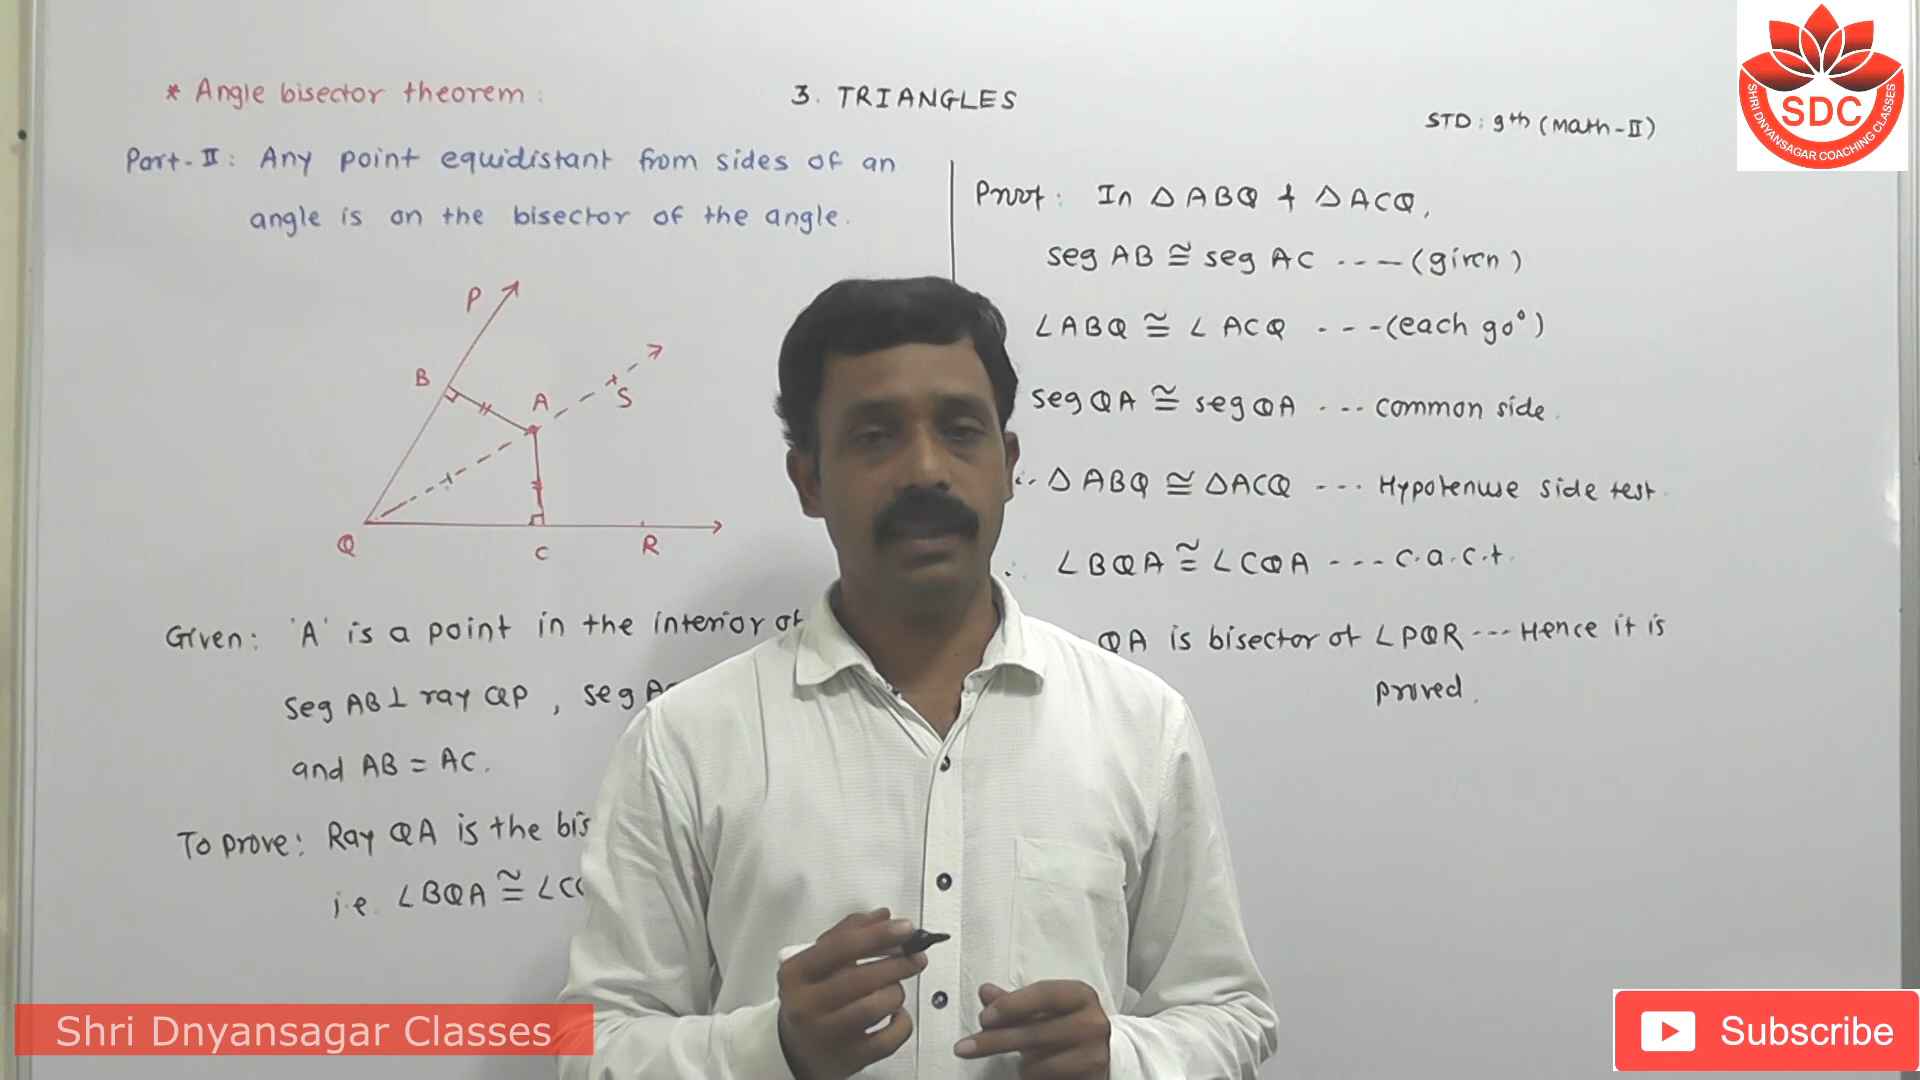 * Angle bisector theorem :
3. TRIANGLES
STD : 9th (Math-II)
SDC
SHRI DNYANSAGAR COACHING CLASSES
Part-II : Any point equidistant from sides of an
angle is on the bisector of the angle.
P
B
A
S
Q
C
R
Given: 'A' is a point in the interior of
seg AB ⊥ ray QP , seg
and AB = AC.
To prove: Ray QA is the
i.e. ∠BQA ≅
Proof : In △ ABQ & △ ACQ,
seg AB ≅ seg AC ---- (given)
∠ABQ ≅ ∠ ACQ ---- (each 90°)
seg QA ≅ seg QA ---- common side.
∴ △ ABQ ≅ △ACQ --- Hypotenuse side test.
∴ ∠BQA ≅ ∠CQA --- c.a.c.t.
QA is bisector of ∠PQR --- Hence it is
proved.
Shri Dnyansagar Classes
Subscribe